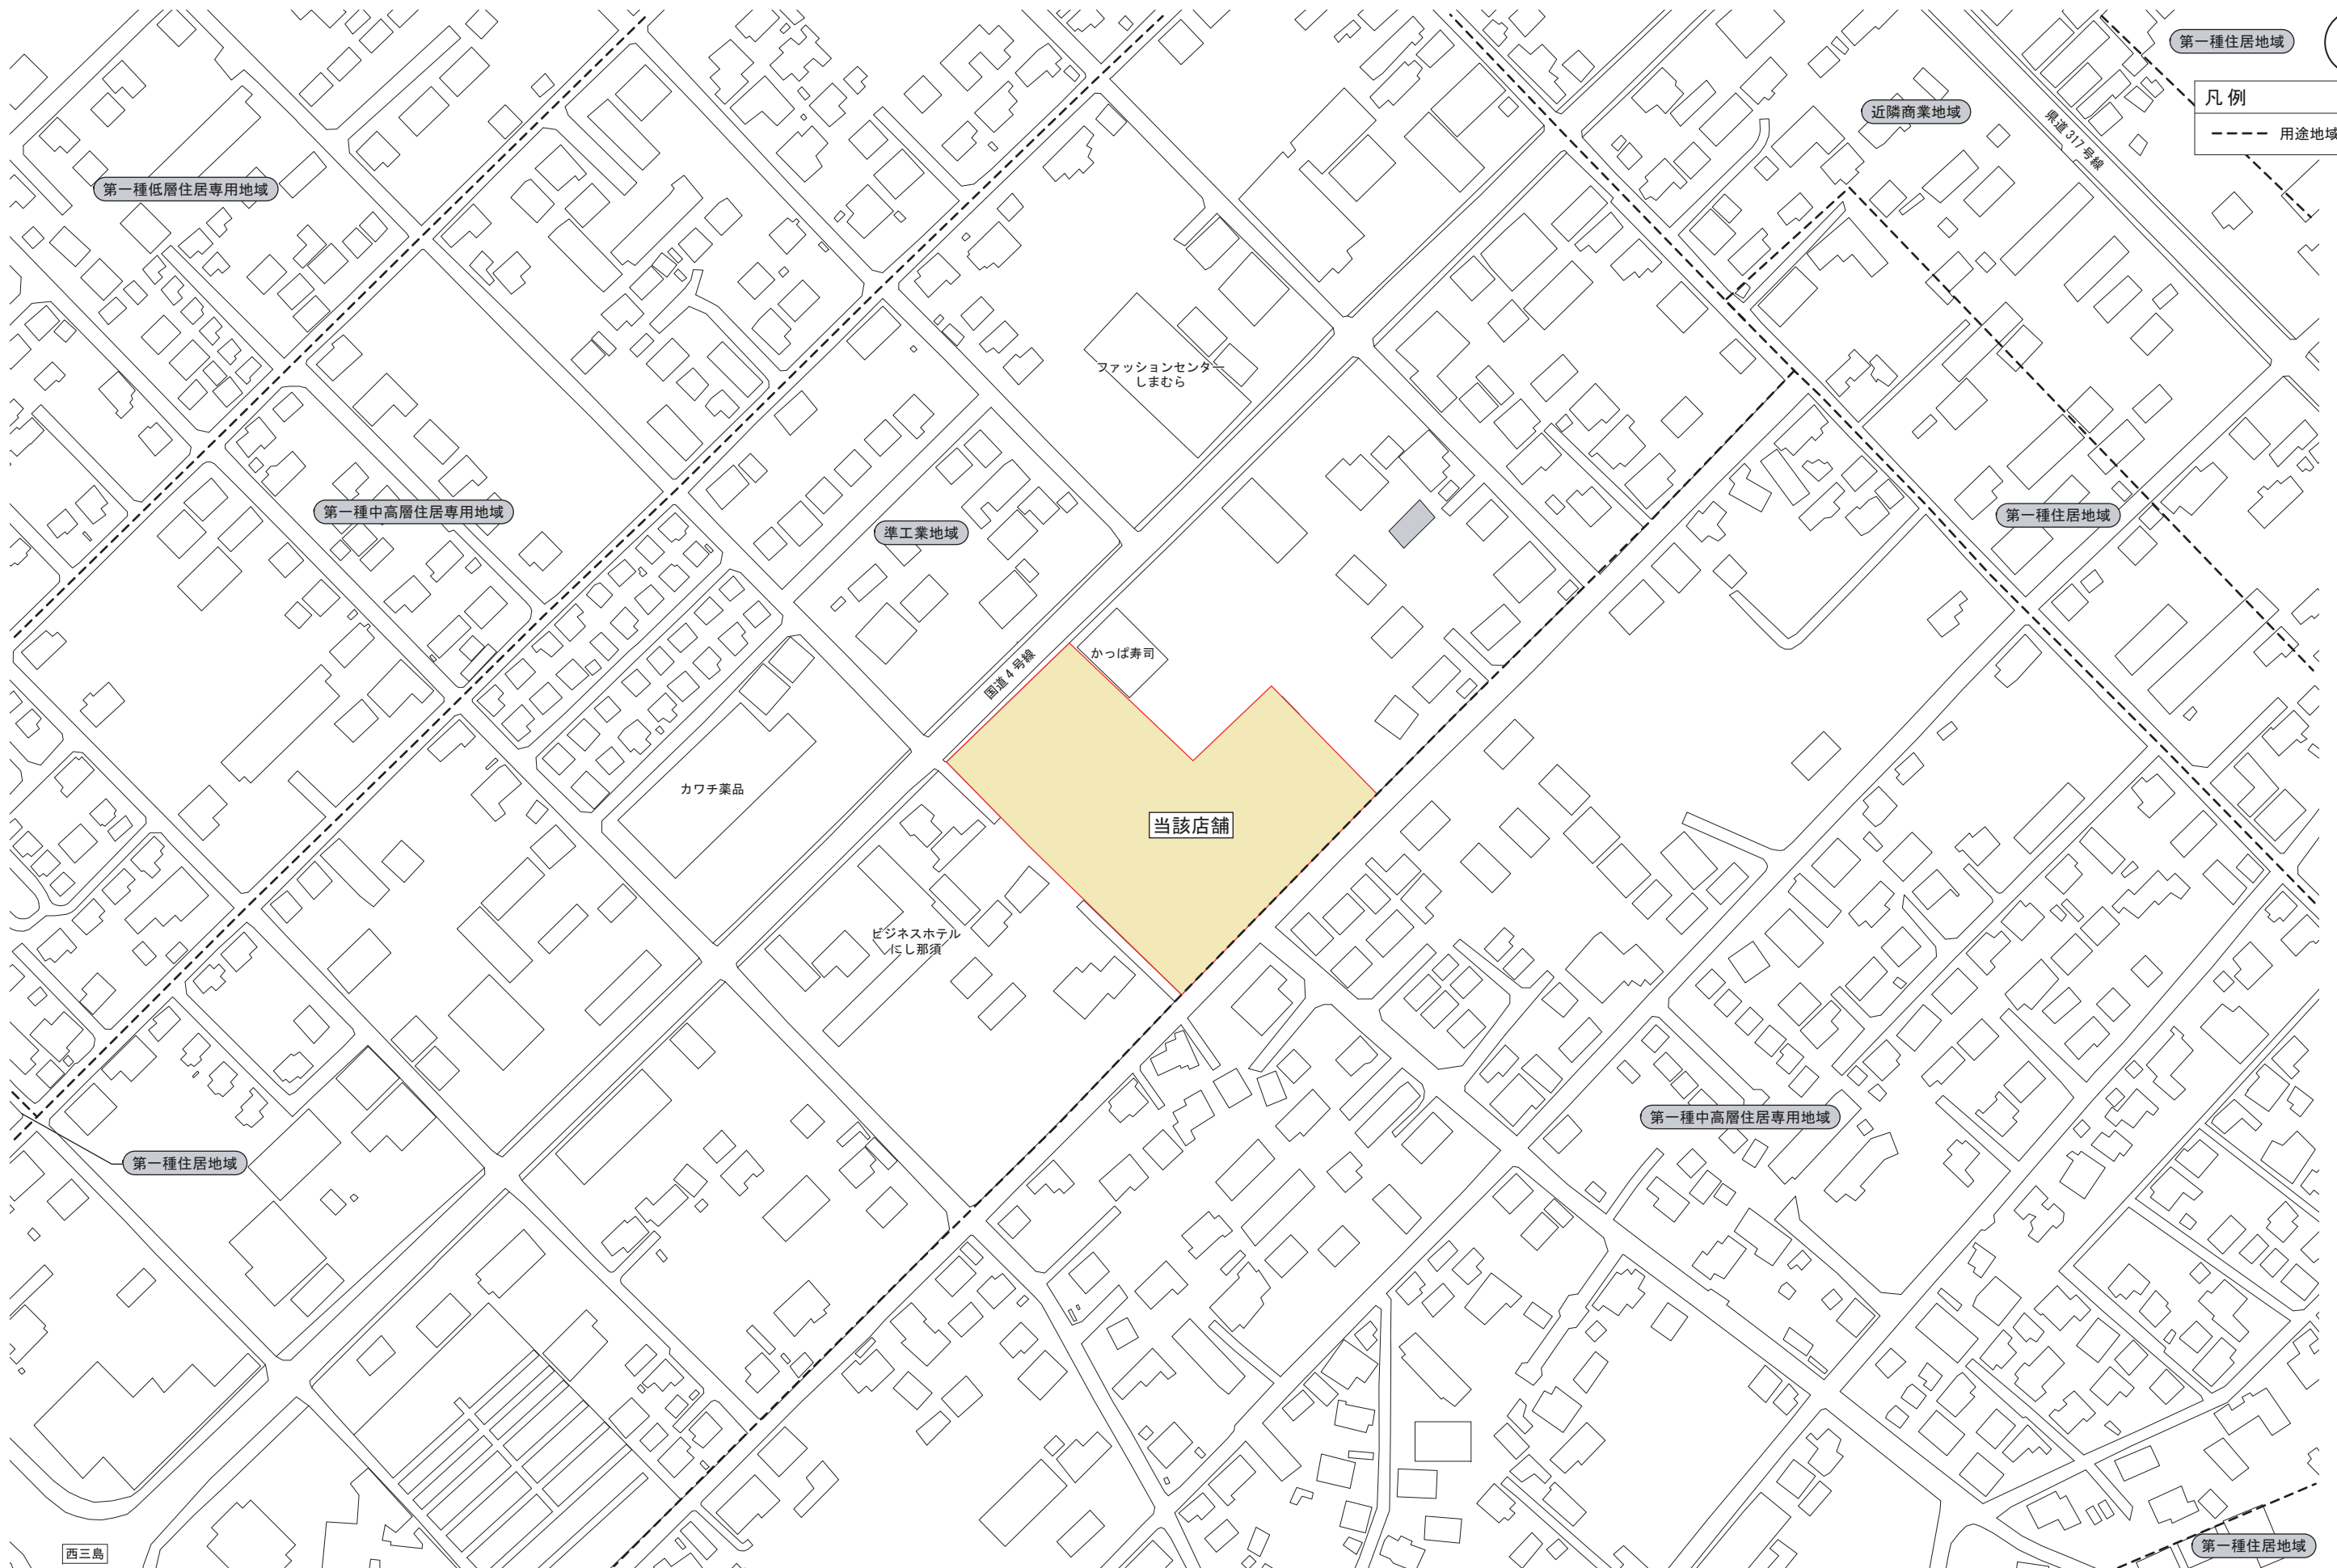 第一種住居地域
凡 例
用途地域
近隣商業地域
県道 317 号線
第一種低層住居専用地域
ファッションセンター
しまむら
第一種中高層住居専用地域
準工業地域
第一種住居地域
かっぱ寿司
国道 4 号線
カワチ薬品
当該店舗
ビジネスホテル
にし那須
第一種中高層住居専用地域
第一種住居地域
第一種住居地域
西三島